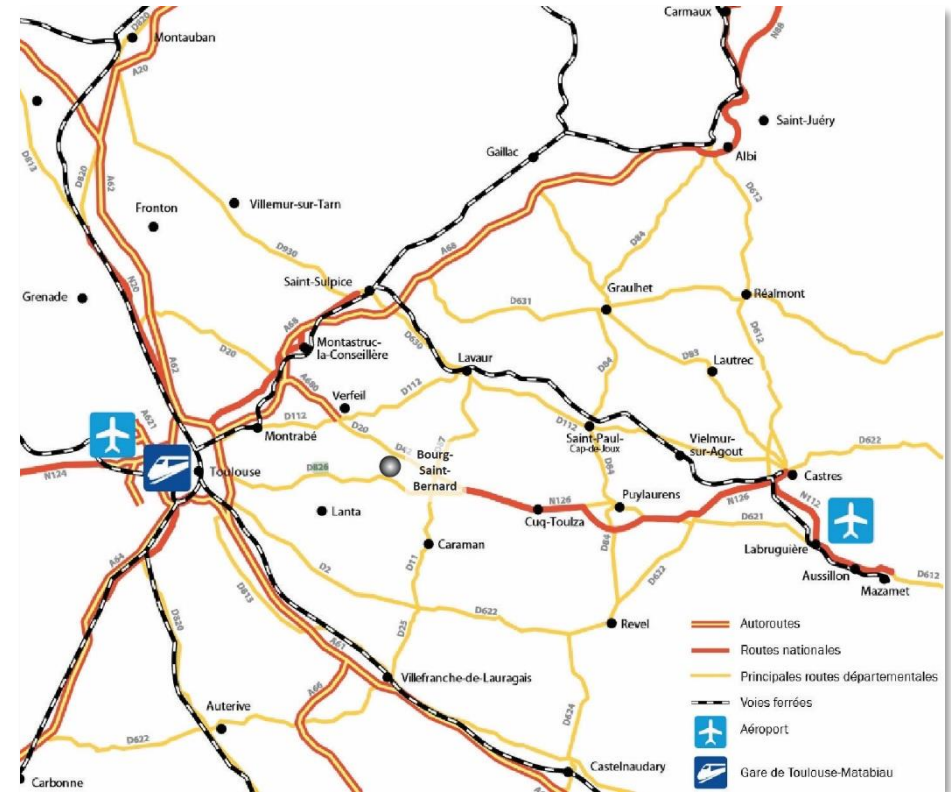 Carmaux
D820
Montauban
N88
A20
Saint-Juéry
D813
D820
A62
Gaillac
Albi
D612
Fronton
Villemur-sur-Tarn
D930
D84
A68
Grenade
N20
Saint-Sulpice
Graulhet
D631
Réalmont
D612
D20
A68
Montastruc-
la-Conseillère
D630
Lavaur
D84
D83
Lautrec
A62
A680
Verfeil
D112
A621
D112
D20
Montrabé
D112
Saint-Paul-
Cap-de-Joux
Vielmur-
sur-Agout
D622
N124
Toulouse
D826
Bourg-
Saint-
Bernard
D84
Castres
N126
Lanta
N126
Puylaurens
Cuq-Toulza
D621
N112
A64
Caraman
D11
D84
Labruguière
Aussillon
Mazamet
D612
D2
D813
D622
D622
D820
D25
Revel
A61
A66
Villefranche-de-Lauragais
D624
Auterive
D622
Castelnaudary
Carbonne
Autoroutes
Routes nationales
Principales routes départementales
Voies ferrées
Aéroport
Gare de Toulouse-Matabiau